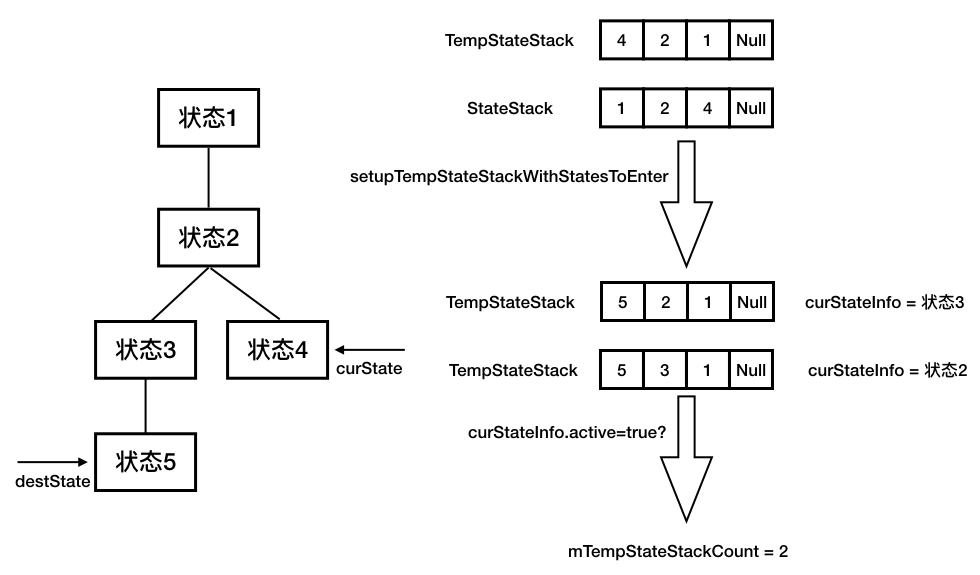 状态1
状态2
状态3
状态4
curState
状态5
destState
TempStateStack 4 2 1 Null
StateStack 1 2 4 Null
setupTempStateStackWithStatesToEnter
TempStateStack 5 2 1 Null curStateInfo = 状态3
TempStateStack 5 3 1 Null curStateInfo = 状态2
curStateInfo.active=true?
mTempStateStackCount = 2